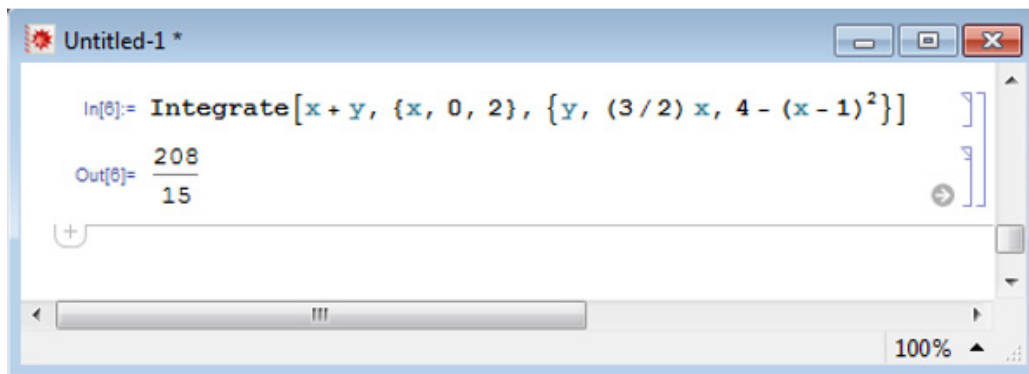 Untitled-1 *
In[6]:= Integrate[x + y, {x, 0, 2}, {y, (3 / 2) x, 4 - (x - 1)²}]
Out[6]= 208
15
100%